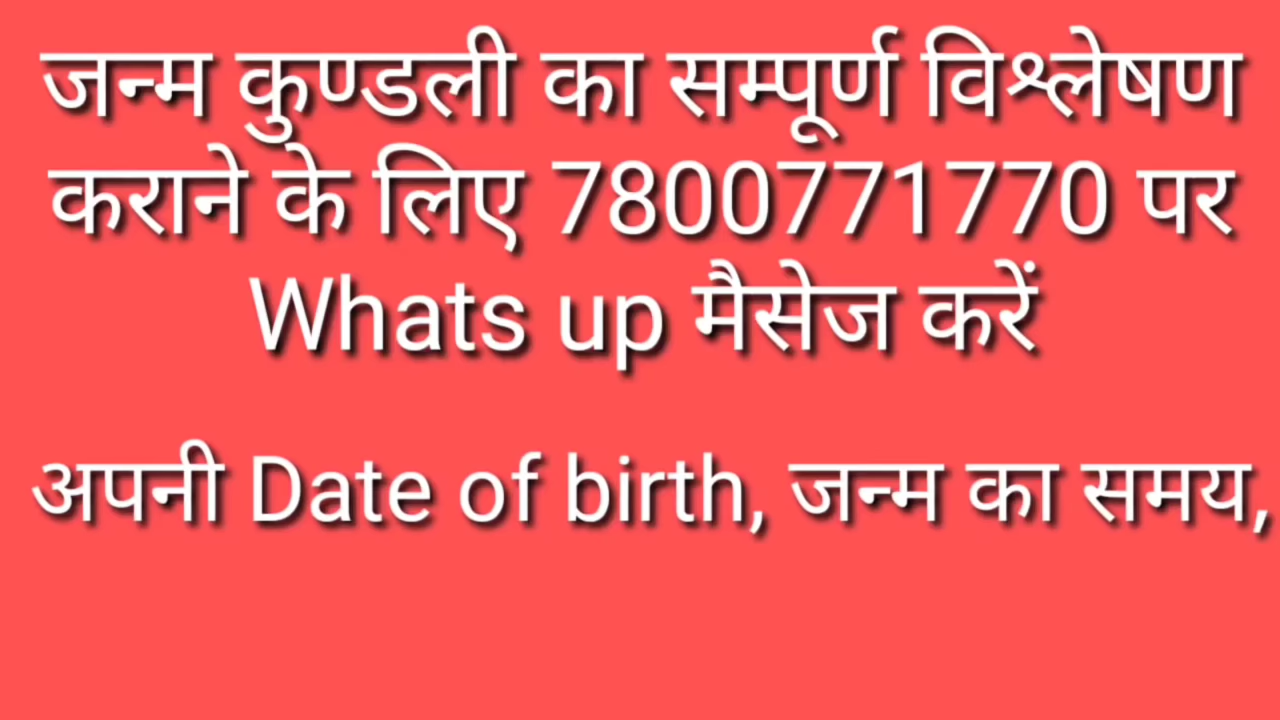 जन्म कुण्डली का सम्पूर्ण विश्लेषण
कराने के लिए 7800771770 पर
Whats up मैसेज करें
अपनी Date of birth, जन्म का समय,